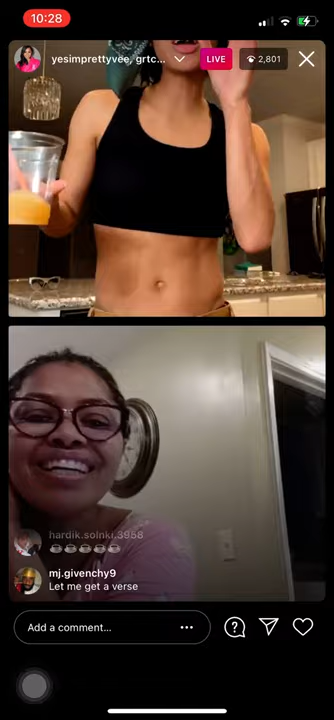 10:28
yesimprettyvee, grtc...
LIVE
2,801
hardik.solnki.3958
mj.givenchy9
Let me get a verse
Add a comment...